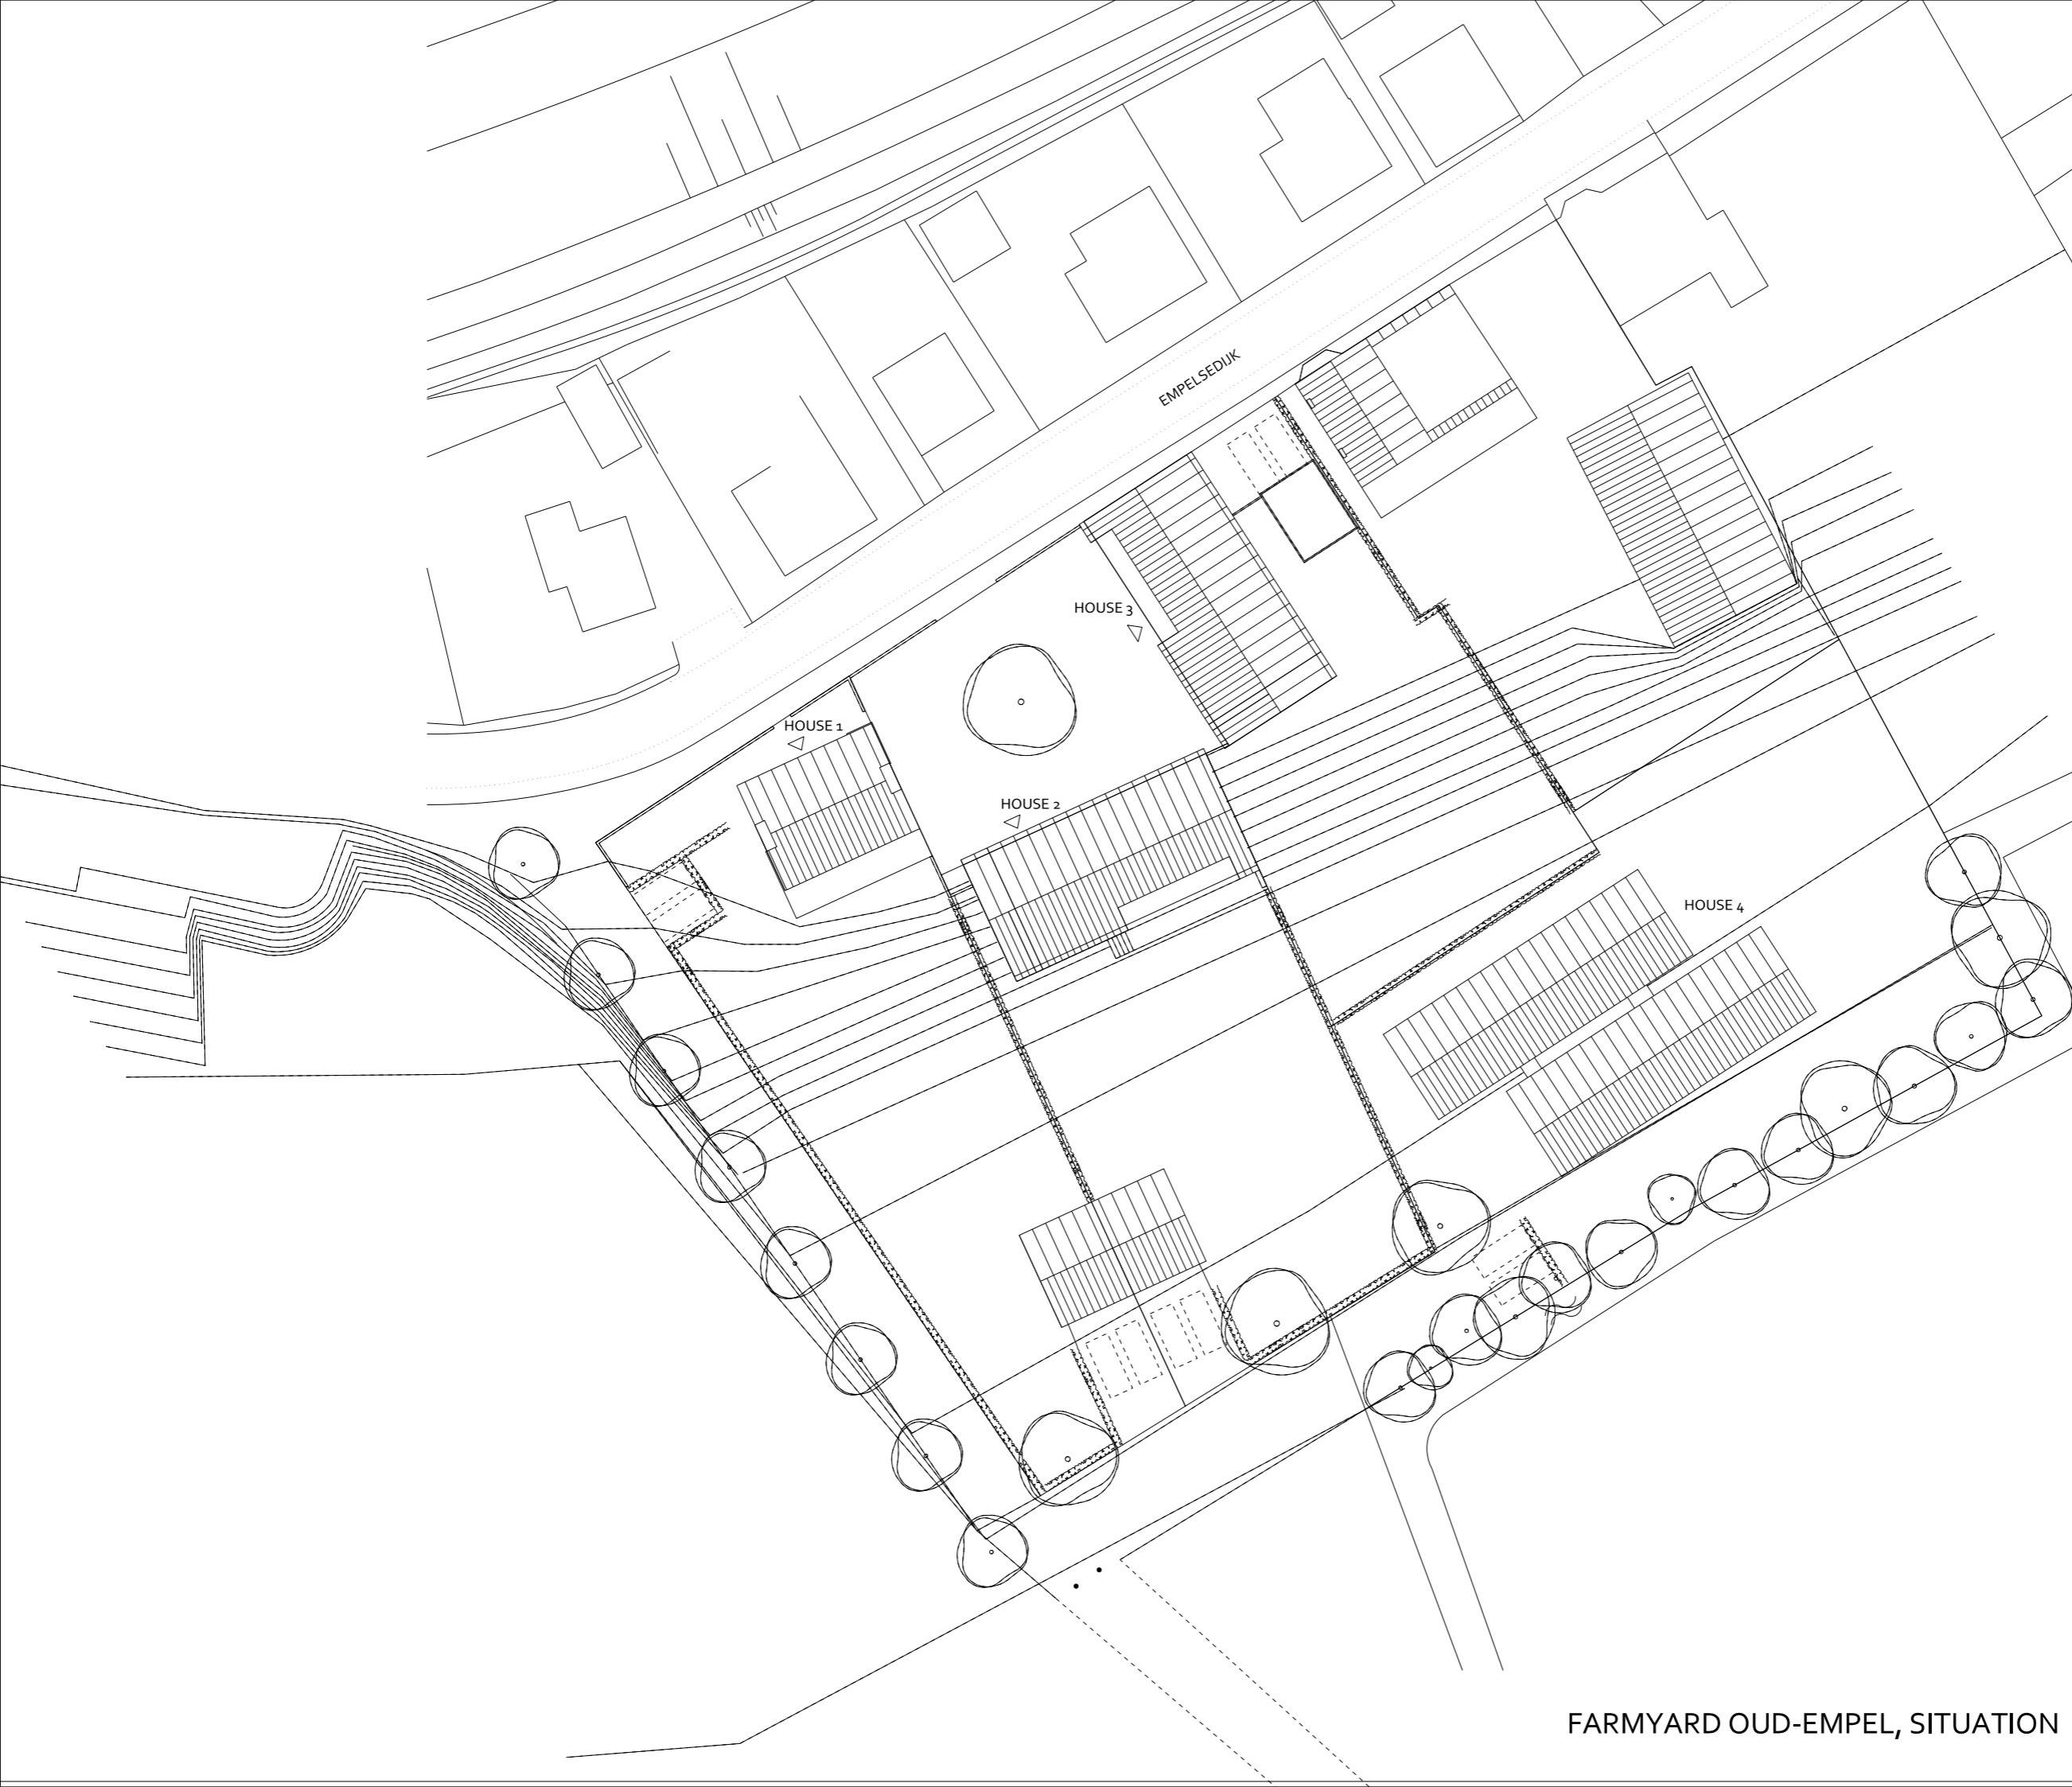 EMPELSEDIJK
HOUSE 3
HOUSE 1
HOUSE 2
HOUSE 4
FARMYARD OUD-EMPEL, SITUATION